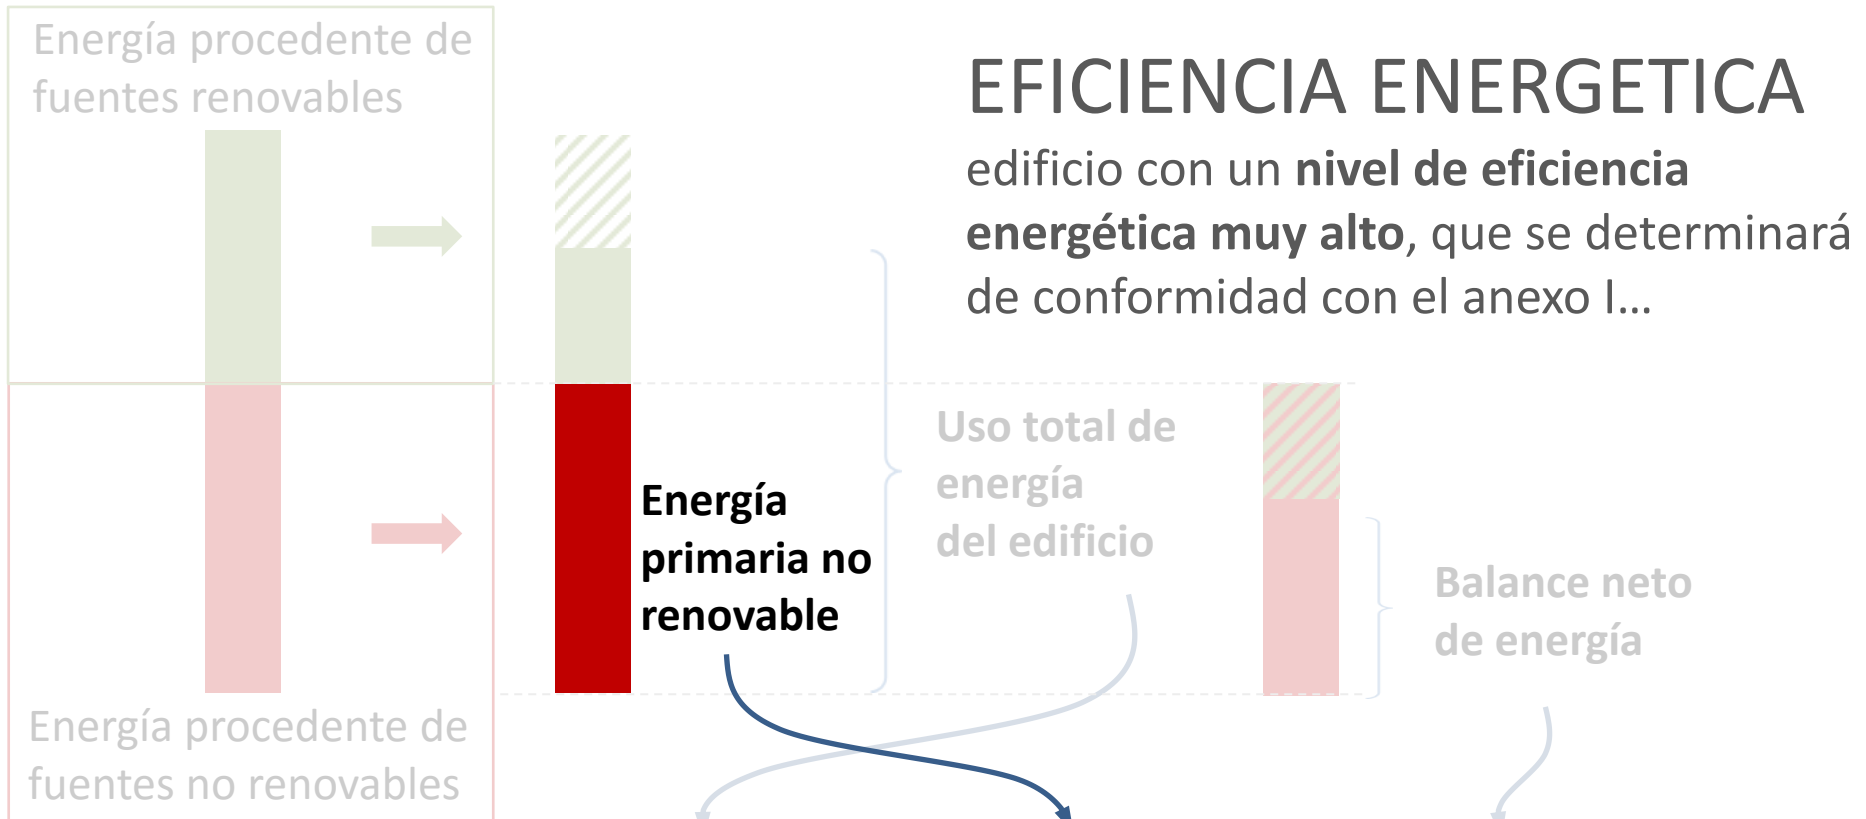 Energía procedente de
fuentes renovables
EFICIENCIA ENERGETICA
edificio con un nivel de eficiencia
energética muy alto, que se determinará
de conformidad con el anexo I...
Uso total de
energía
del edificio
Energía
primaria no
renovable
Balance neto
de energía
Energía procedente de
fuentes no renovables